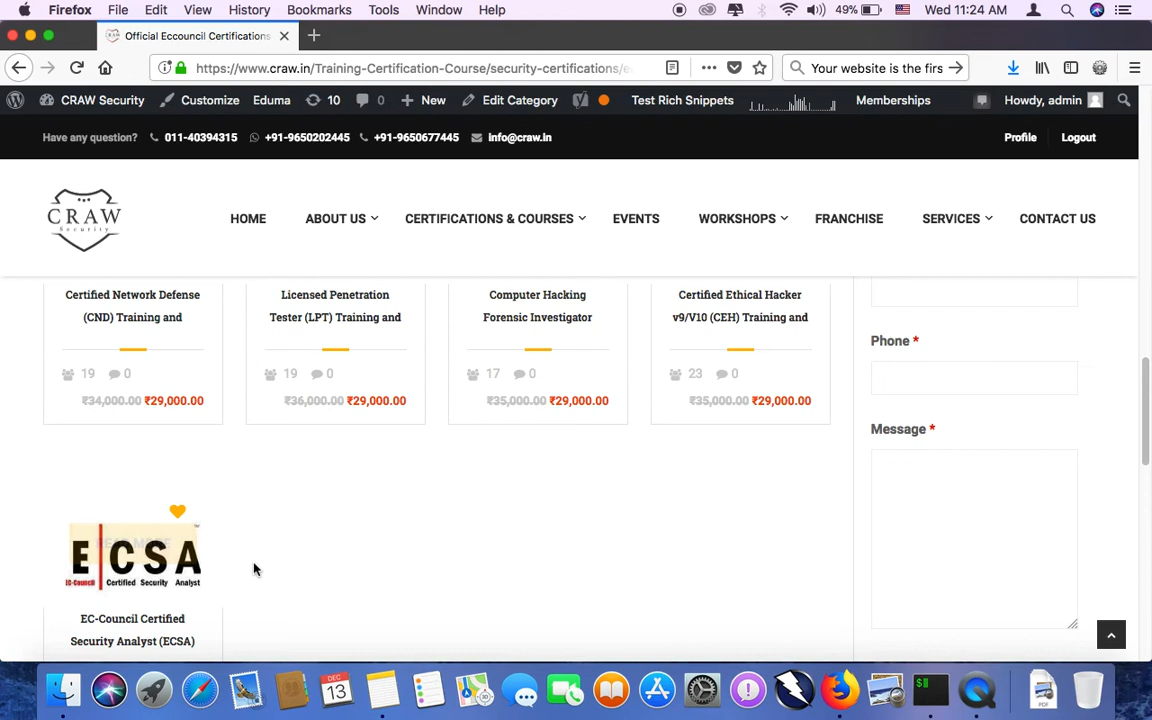 Firefox File Edit View History Bookmarks Tools Window Help 49% Wed 11:24 AM
Official Eccouncil Certifications
https://www.craw.in/Training-Certification-Course/security-certifications/e Your website is the firs
CRAW Security Customize Eduma 10 0 New Edit Category Test Rich Snippets Memberships Howdy, admin
Have any question? 011-40394315 +91-9650202445 +91-9650677445 info@craw.in Profile Logout
CRAW
Security
HOME ABOUT US CERTIFICATIONS & COURSES EVENTS WORKSHOPS FRANCHISE SERVICES CONTACT US
Certified Network Defense
(CND) Training and
19 0
₹34,000.00 ₹29,000.00
Licensed Penetration
Tester (LPT) Training and
19 0
₹36,000.00 ₹29,000.00
Computer Hacking
Forensic Investigator
17 0
₹35,000.00 ₹29,000.00
Certified Ethical Hacker
v9/V10 (CEH) Training and
23 0
₹35,000.00 ₹29,000.00
Phone *
Message *
READ MORE
E CSA
EC-Council Certified Security Analyst
EC-Council Certified
Security Analyst (ECSA)
DEC
13
PDF